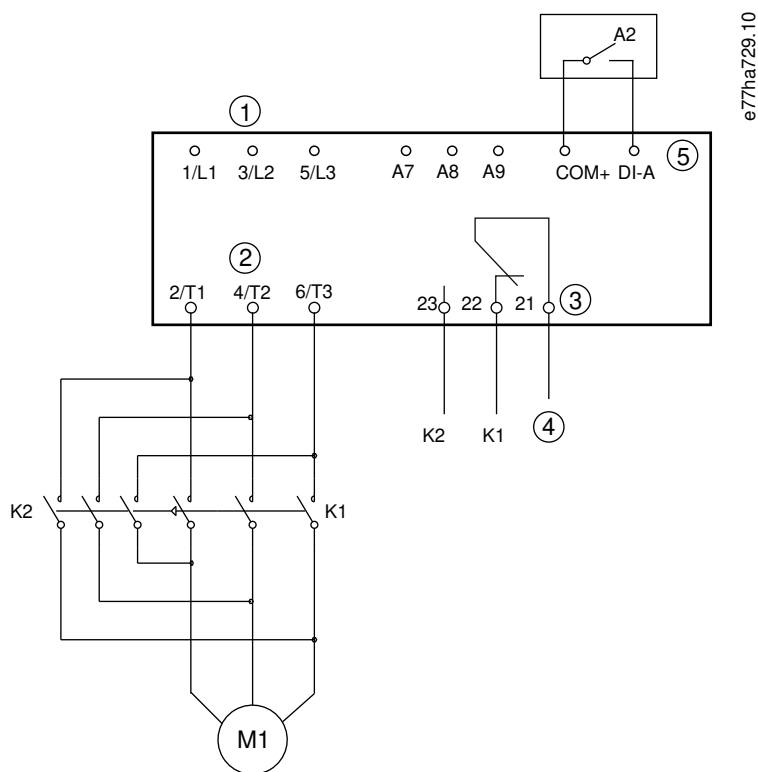 A2
e77ha729.10
1
1/L1 3/L2 5/L3 A7 A8 A9 COM+ DI-A 5
2
2/T1 4/T2 6/T3 23 22 21 3
K2 K1 4
K2 K1
M1